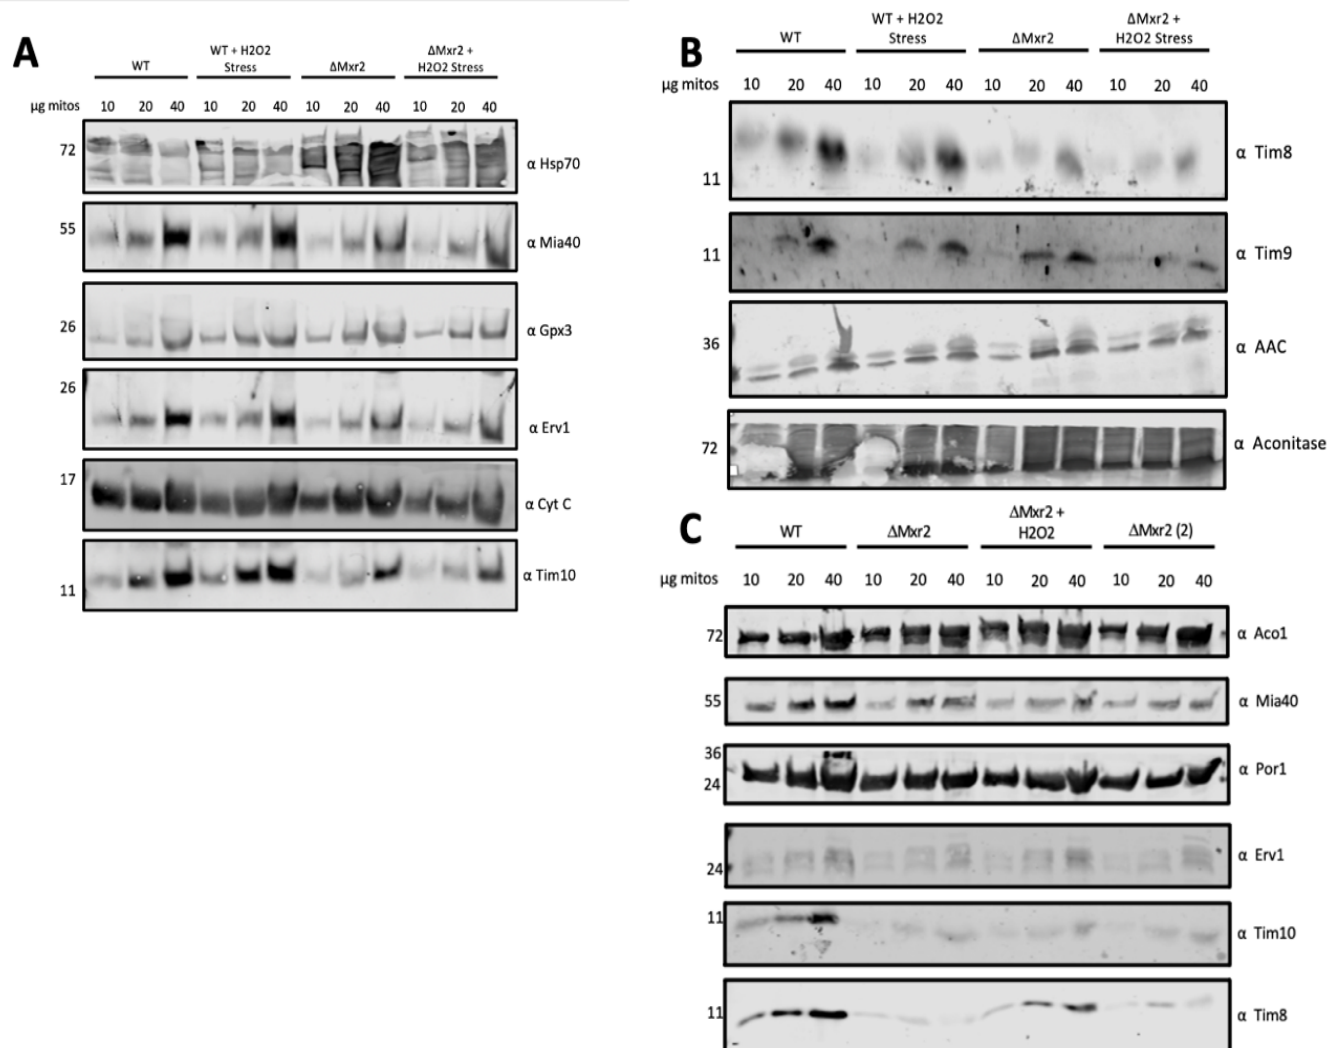 A
WT
WT + H2O2
Stress
ΔMxr2
ΔMxr2 +
H2O2 Stress
µg mitos 10 20 40 10 20 40 10 20 40 10 20 40
72 α Hsp70
55 α Mia40
26 α Gpx3
26 α Erv1
17 α Cyt C
11 α Tim10
B
WT
WT + H2O2
Stress
ΔMxr2
ΔMxr2 +
H2O2 Stress
µg mitos 10 20 40 10 20 40 10 20 40 10 20 40
11 α Tim8
11 α Tim9
36 α AAC
72 α Aconitase
C
WT
ΔMxr2
ΔMxr2 +
H2O2
ΔMxr2 (2)
µg mitos 10 20 40 10 20 40 10 20 40 10 20 40
72 α Aco1
55 α Mia40
36
24 α Por1
24 α Erv1
11 α Tim10
11 α Tim8